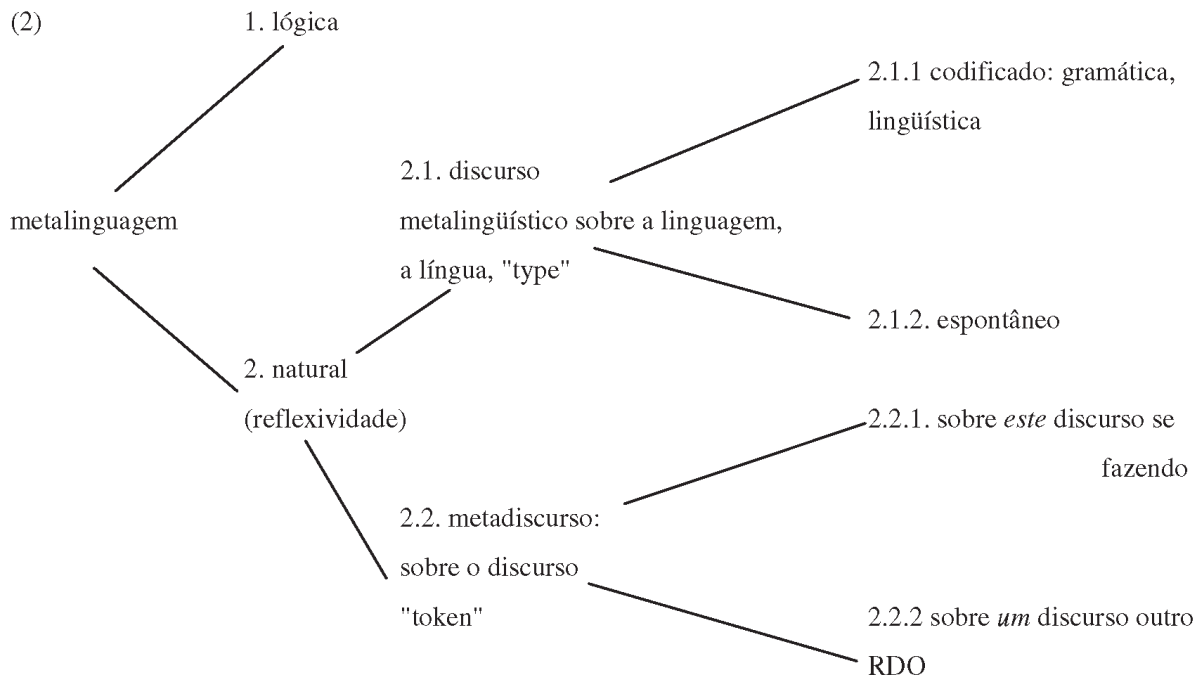 (2)
1. lógica
metalinguagem
2. natural
(reflexividade)
2.1. discurso
metalingüístico sobre a linguagem,
a língua, "type"
2.1.1 codificado: gramática,
lingüística
2.1.2. espontâneo
2.2. metadiscurso:
sobre o discurso
"token"
2.2.1. sobre este discurso se
fazendo
2.2.2 sobre um discurso outro
RDO